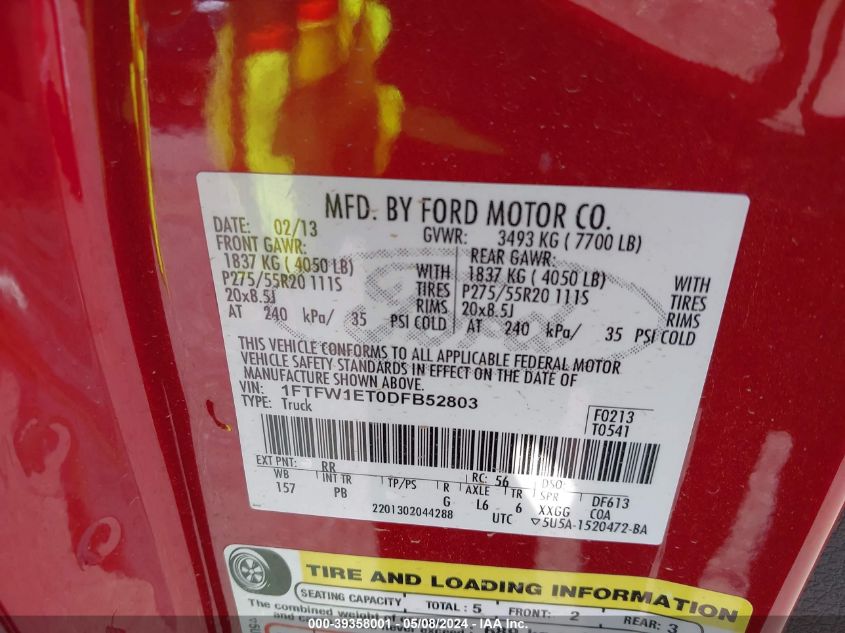 MFD. BY FORD MOTOR CO.
DATE: 02/13 GVWR: 3493 KG ( 7700 LB)
FRONT GAWR: REAR GAWR:
1837 KG ( 4050 LB) WITH 1837 KG ( 4050 LB) WITH
P275/55R20 111S TIRES P275/55R20 111S TIRES
20x8.5J RIMS 20x8.5J RIMS
AT 240 kPa/ 35 PSI COLD AT 240 kPa/ 35 PSI COLD
Ford
THIS VEHICLE CONFORMS TO ALL APPLICABLE FEDERAL MOTOR
VEHICLE SAFETY STANDARDS IN EFFECT ON THE DATE OF
MANUFACTURE SHOWN ABOVE.
VIN: 1FTFW1ET0DFB52803 F0213
TYPE: Truck T0541
EXT PNT: RR RC: 56 DSO:
WB INT TR TP/PS R AXLE TR SPR DF613
157 PB G L6 6 XXGG COA
2201302044288 UTC ▽5U5A-1520472-BA
TIRE AND LOADING INFORMATION
SEATING CAPACITY TOTAL: 5 FRONT: 2 REAR: 3
The combined weight of
000-39358001 - 05/08/2024 - IAA Inc.